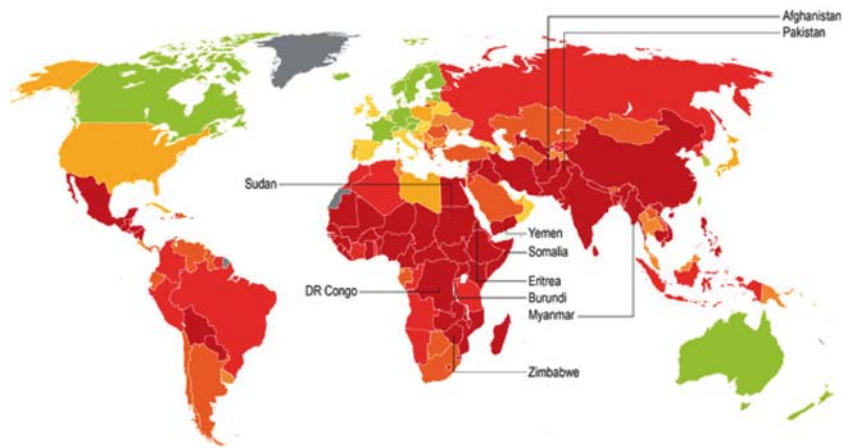 Afghanistan
Pakistan
Sudan
Yemen
Somalia
DR Congo
Eritrea
Burundi
Myanmar
Zimbabwe